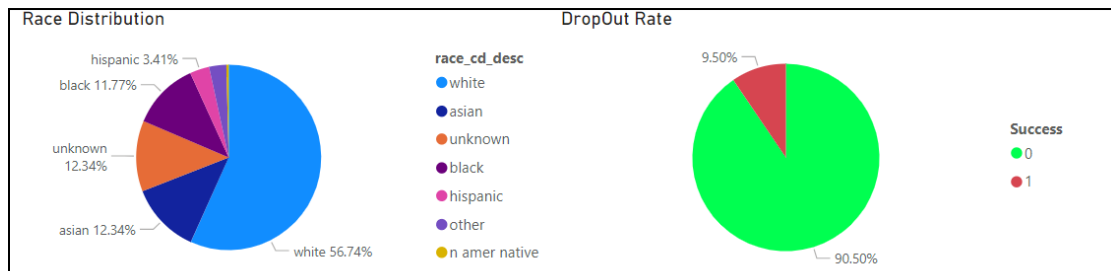 Race Distribution
hispanic 3.41%
black 11.77%
unknown
12.34%
asian 12.34%
white 56.74%
race_cd_desc
white
asian
unknown
black
hispanic
other
n amer native
DropOut Rate
9.50%
90.50%
Success
0
1